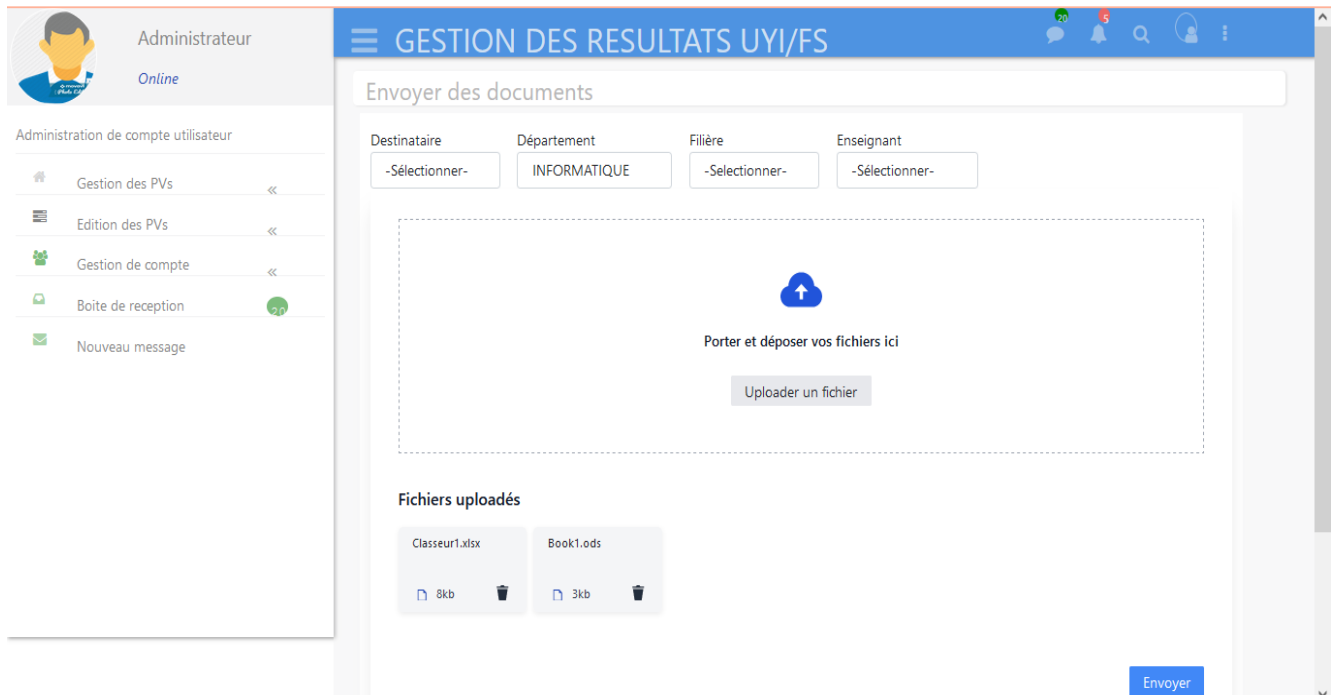 Administrateur
Online
Administration de compte utilisateur
Gestion des PVs
Edition des PVs
Gestion de compte
Boite de reception
20
Nouveau message
GESTION DES RESULTATS UYI/FS
20
5
Envoyer des documents
Destinataire Département Filière Enseignant
-Sélectionner- INFORMATIQUE -Selectionner- -Sélectionner-
Porter et déposer vos fichiers ici
Uploader un fichier
Fichiers uploadés
Classeur1.xlsx Book1.ods
8kb 3kb
Envoyer